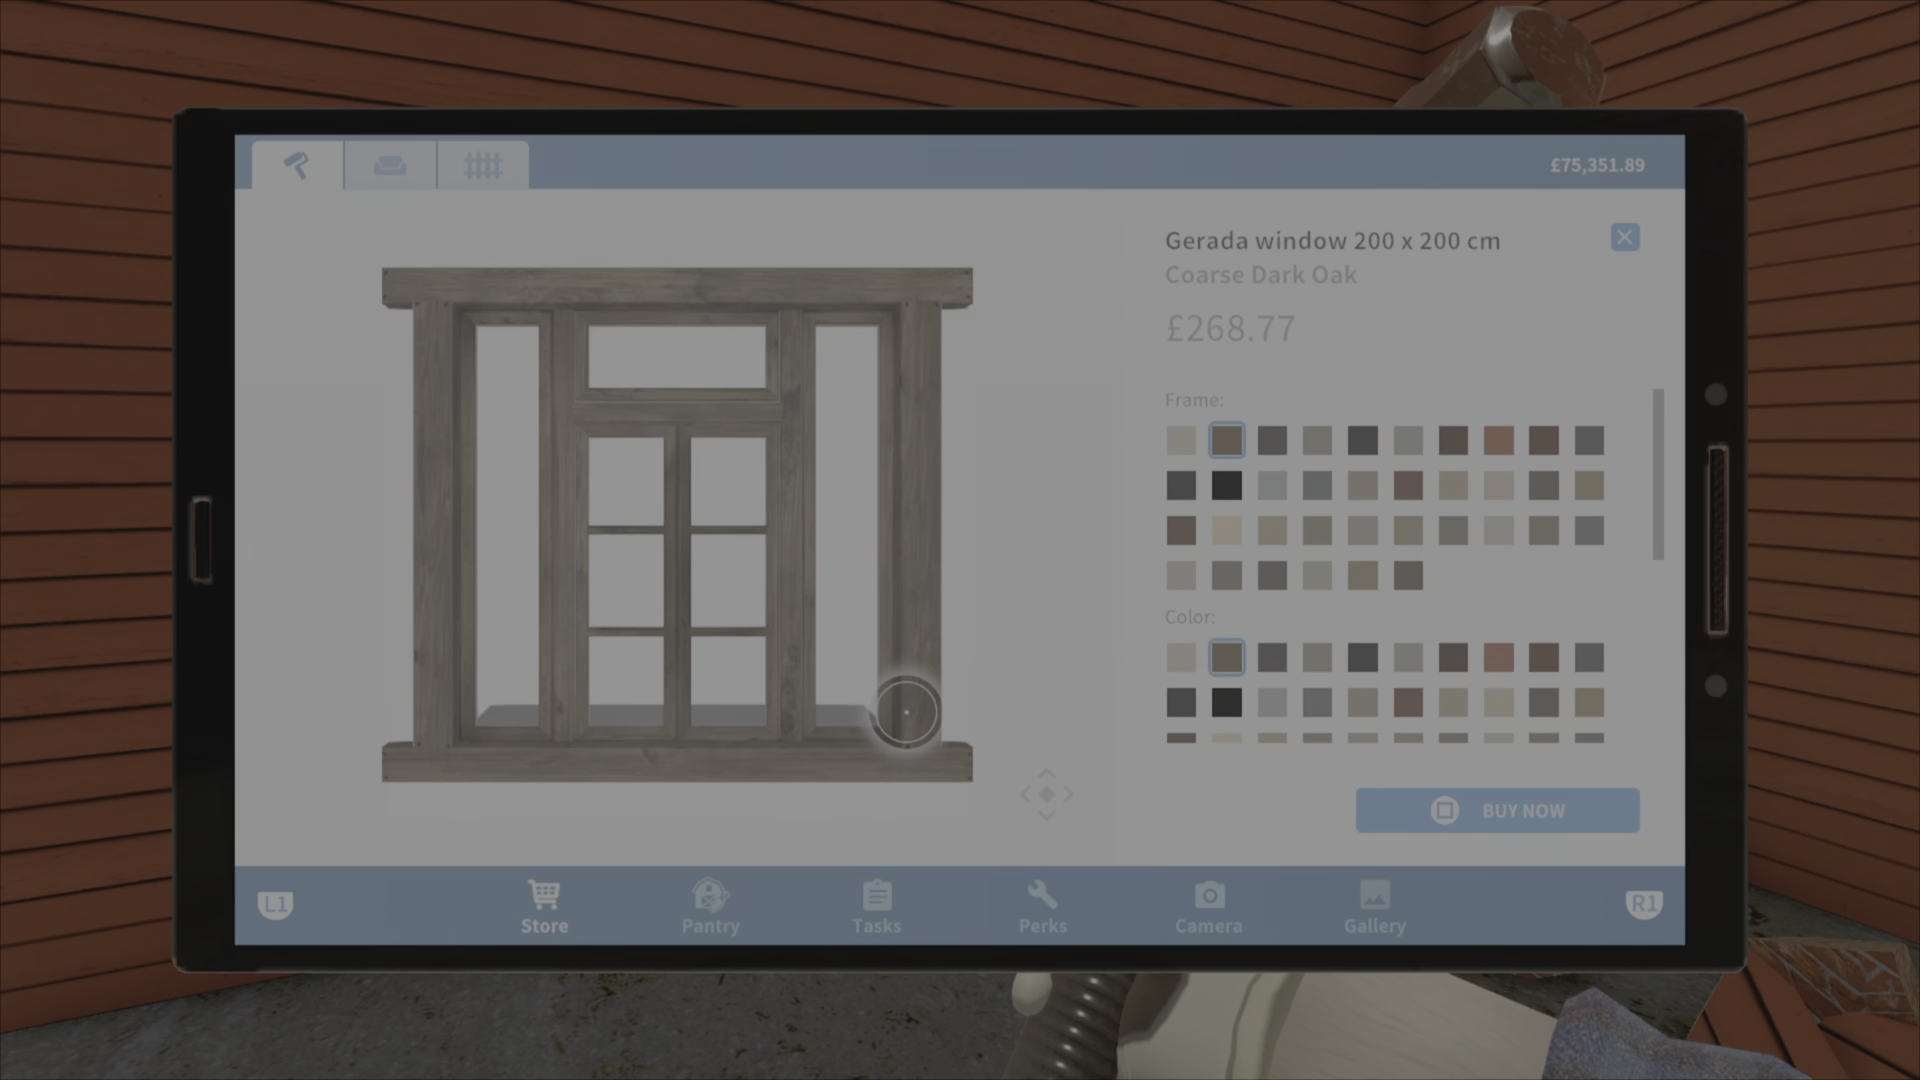 £75,351.89
Gerada window 200 x 200 cm
Coarse Dark Oak
£268.77
Frame:
Color:
BUY NOW
L1
Store
Pantry
Tasks
Perks
Camera
Gallery
R1